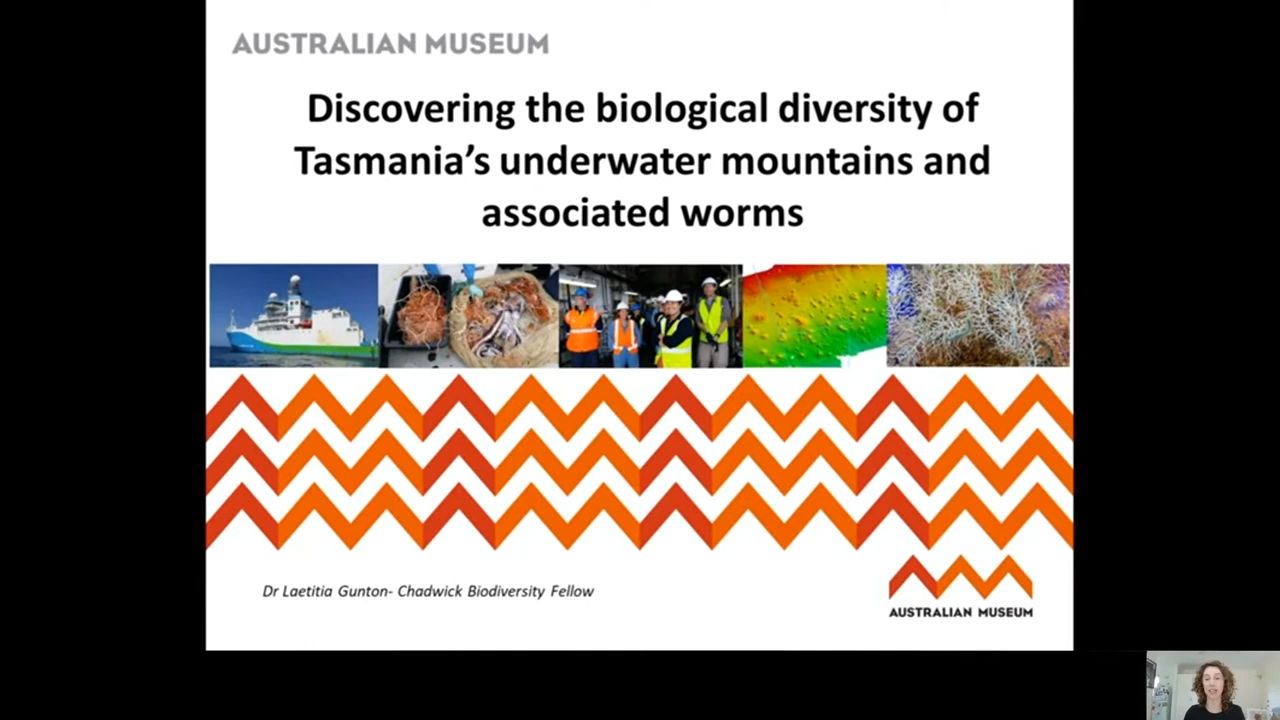 AUSTRALIAN MUSEUM
Discovering the biological diversity of
Tasmania's underwater mountains and
associated worms
Dr Laetitia Gunton- Chadwick Biodiversity Fellow
AUSTRALIAN MUSEUM